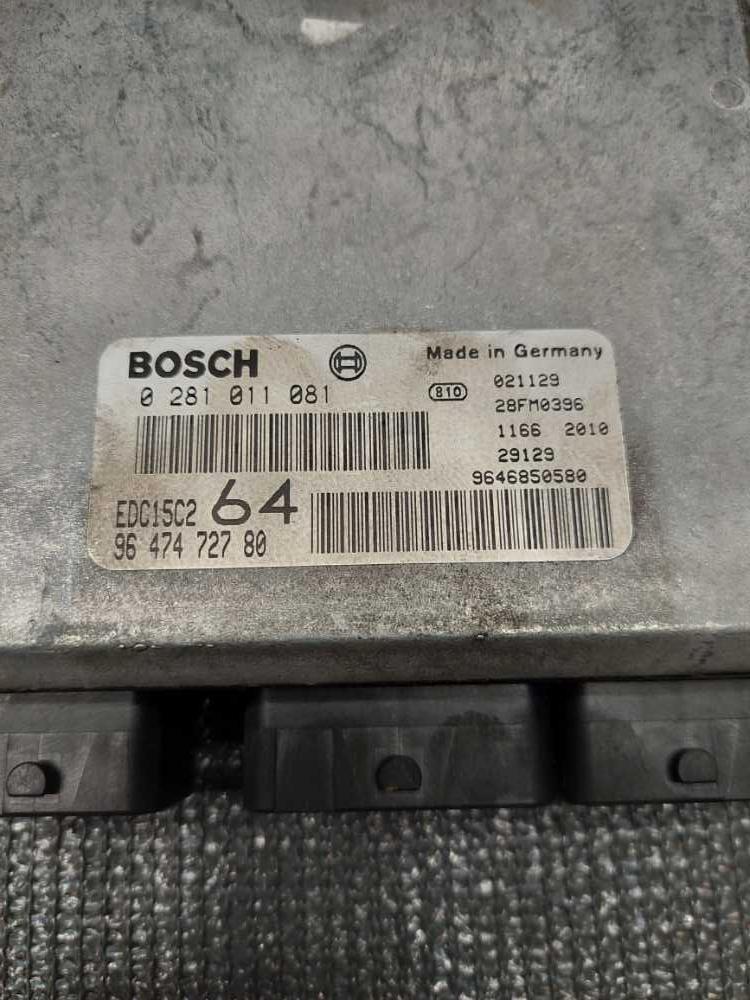 BOSCH
Made in Germany
0 281 011 081
810
021129
28FM0396
1166 2010
29129
9646850580
EDC15C2 64
96 474 727 80